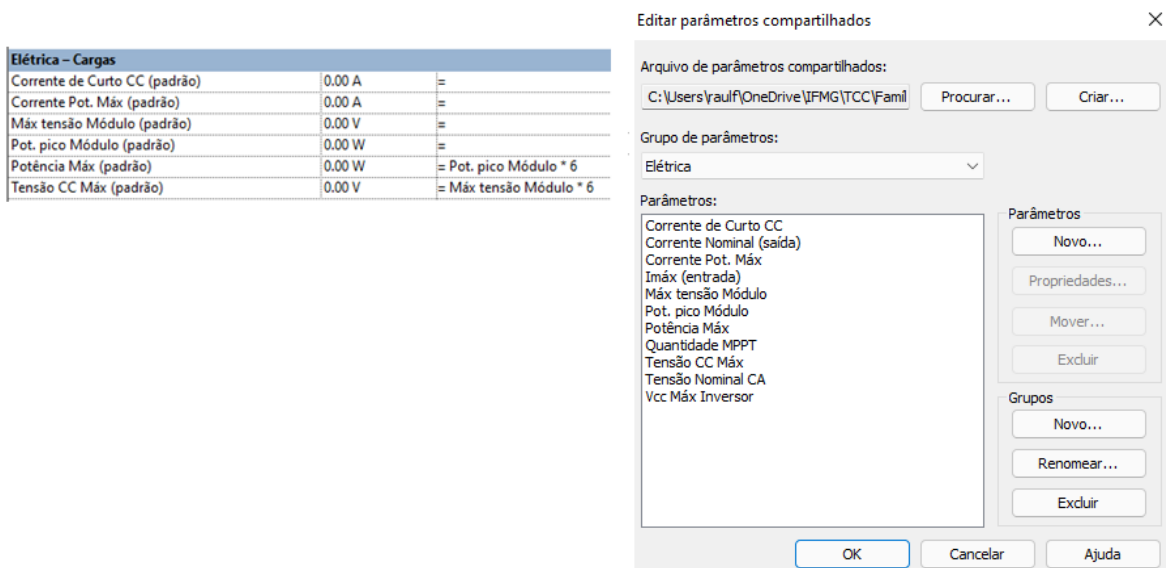 Elétrica – Cargas
Corrente de Curto CC (padrão) 0.00 A =
Corrente Pot. Máx (padrão) 0.00 A =
Máx tensão Módulo (padrão) 0.00 V =
Pot. pico Módulo (padrão) 0.00 W =
Potência Máx (padrão) 0.00 W = Pot. pico Módulo * 6
Tensão CC Máx (padrão) 0.00 V = Máx tensão Módulo * 6
Editar parâmetros compartilhados
Arquivo de parâmetros compartilhados:
C:\Users\raulf\OneDrive\IFMG\TCC\Famíl Procurar... Criar...
Grupo de parâmetros:
Elétrica
Parâmetros:
Corrente de Curto CC
Corrente Nominal (saída)
Corrente Pot. Máx
Imáx (entrada)
Máx tensão Módulo
Pot. pico Módulo
Potência Máx
Quantidade MPPT
Tensão CC Máx
Tensão Nominal CA
Vcc Máx Inversor
Parâmetros
Novo...
Propriedades...
Mover...
Excluir
Grupos
Novo...
Renomear...
Excluir
OK Cancelar Ajuda